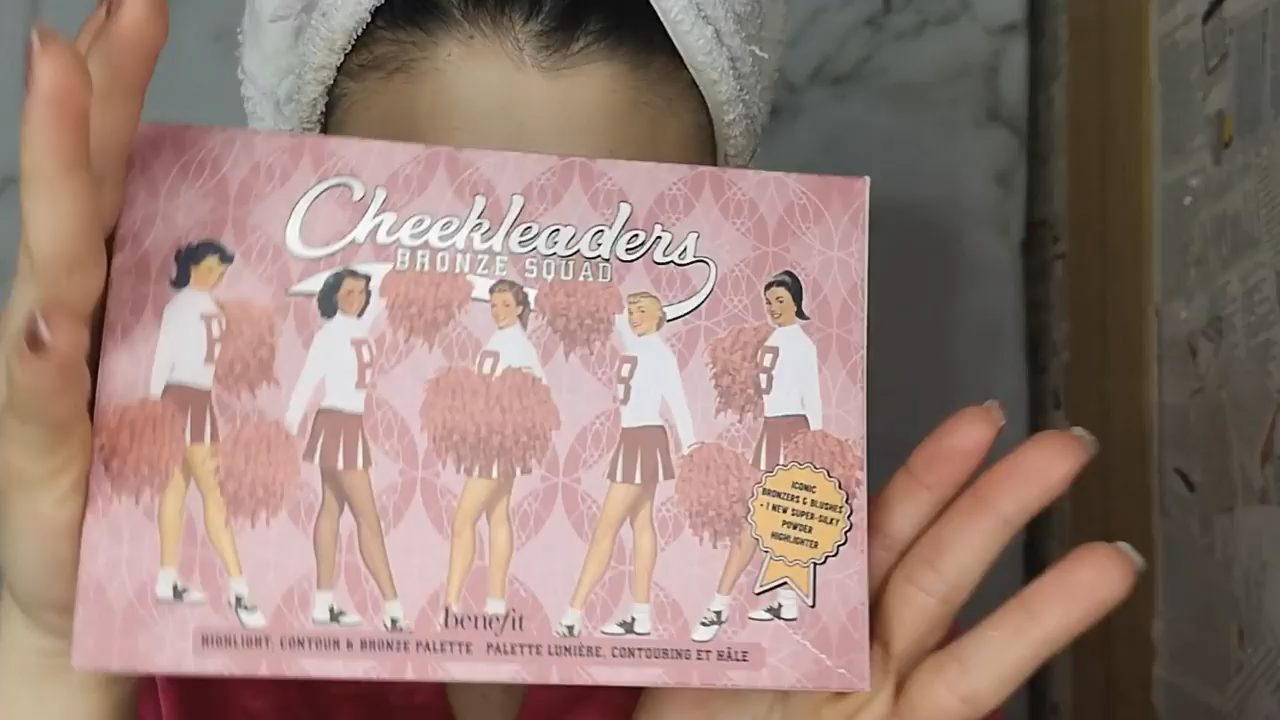 Cheekleaders
BRONZE SQUAD
B
B
B
B
ICONIC
BRONZERS & BLUSHES
+ 1 NEW SUPER-SILKY
POWDER
HIGHLIGHTER
benefit
HIGHLIGHT, CONTOUR & BRONZE PALETTE PALETTE LUMIÈRE, CONTOURING ET HÂLE